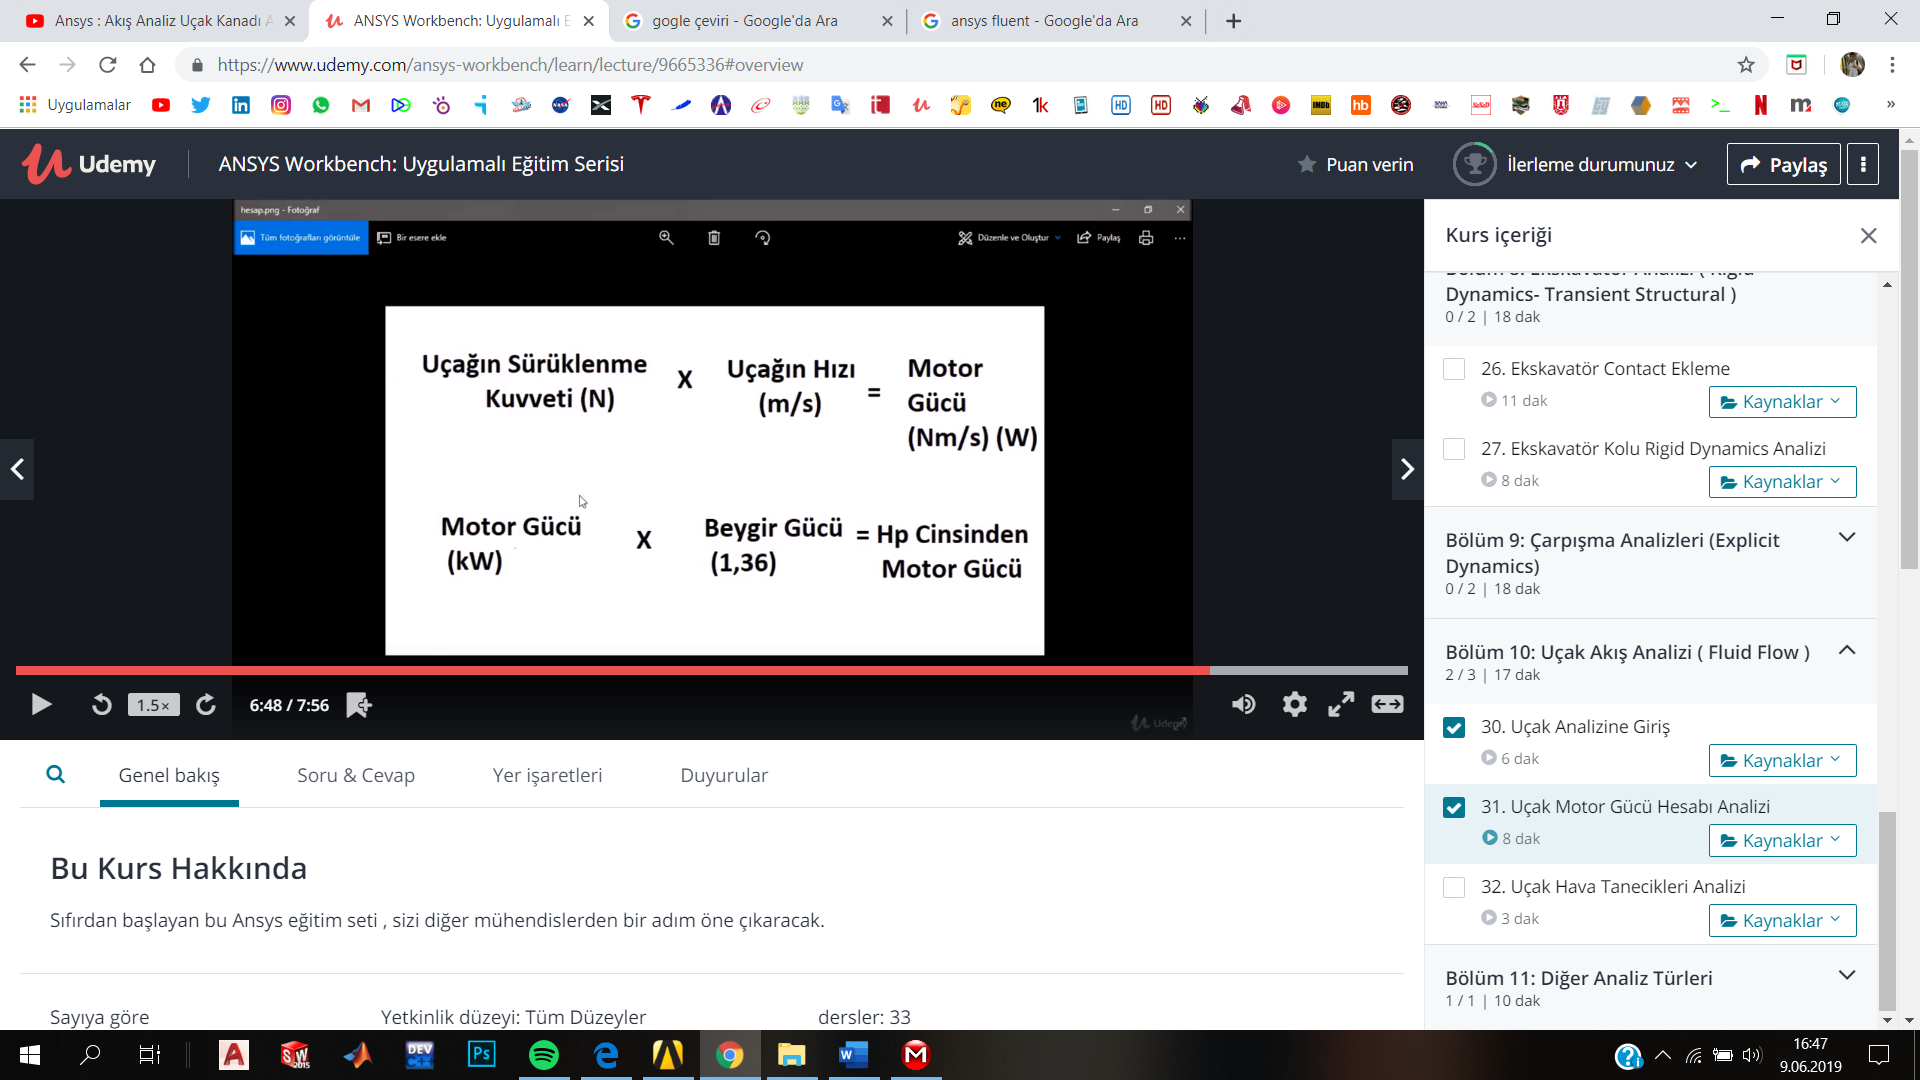 Ansys : Akış Analiz Uçak Kanadı A
ANSYS Workbench: Uygulamalı E
gogle çeviri - Google'da Ara
ansys fluent - Google'da Ara
https://www.udemy.com/ansys-workbench/learn/lecture/9665336#overview
Uygulamalar
Udemy
ANSYS Workbench: Uygulamalı Eğitim Serisi
Puan verin
İlerleme durumunuz
Paylaş
hesap.png - Fotoğraf
Tüm fotoğrafları görüntüle
Bir esere ekle
Düzenle ve Oluştur
Paylaş
Uçağın Sürüklenme
Kuvveti (N)
X
Uçağın Hızı
(m/s)
=
Motor
Gücü
(Nm/s) (W)
Motor Gücü
(kW)
X
Beygir Gücü
(1,36)
= Hp Cinsinden
Motor Gücü
1.5×
6:48 / 7:56
Udemy
Kurs içeriği
Bölüm 8: Ekskavatör Analizi ( Rigid
Dynamics- Transient Structural )
0 / 2 | 18 dak
26. Ekskavatör Contact Ekleme
11 dak
Kaynaklar
27. Ekskavatör Kolu Rigid Dynamics Analizi
8 dak
Kaynaklar
Bölüm 9: Çarpışma Analizleri (Explicit
Dynamics)
0 / 2 | 18 dak
Bölüm 10: Uçak Akış Analizi ( Fluid Flow )
2 / 3 | 17 dak
30. Uçak Analizine Giriş
6 dak
Kaynaklar
31. Uçak Motor Gücü Hesabı Analizi
8 dak
Kaynaklar
32. Uçak Hava Tanecikleri Analizi
3 dak
Kaynaklar
Bölüm 11: Diğer Analiz Türleri
1 / 1 | 10 dak
Genel bakış
Soru & Cevap
Yer işaretleri
Duyurular
Bu Kurs Hakkında
Sıfırdan başlayan bu Ansys eğitim seti , sizi diğer mühendislerden bir adım öne çıkaracak.
Sayıya göre
Yetkinlik düzeyi: Tüm Düzeyler
dersler: 33
16:47
9.06.2019